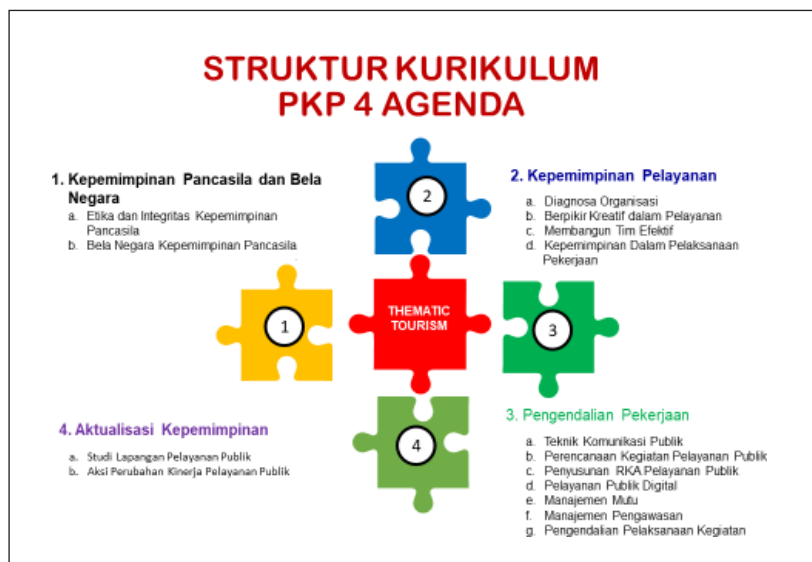 STRUKTUR KURIKULUM
PKP 4 AGENDA
1. Kepemimpinan Pancasila dan Bela
Negara
a. Etika dan Integritas Kepemimpinan
Pancasila
b. Bela Negara Kepemimpinan Pancasila
2
2. Kepemimpinan Pelayanan
a. Diagnosa Organisasi
b. Berpikir Kreatif dalam Pelayanan
c. Membangun Tim Efektif
d. Kepemimpinan Dalam Pelaksanaan
Pekerjaan
1
THEMATIC
TOURISM
3
4. Aktualisasi Kepemimpinan
a. Studi Lapangan Pelayanan Publik
b. Aksi Perubahan Kinerja Pelayanan Publik
4
3. Pengendalian Pekerjaan
a. Teknik Komunikasi Publik
b. Perencanaan Kegiatan Pelayanan Publik
c. Penyusunan RKA Pelayanan Publik
d. Pelayanan Publik Digital
e. Manajemen Mutu
f. Manajemen Pengawasan
g. Pengendalian Pelaksanaan Kegiatan